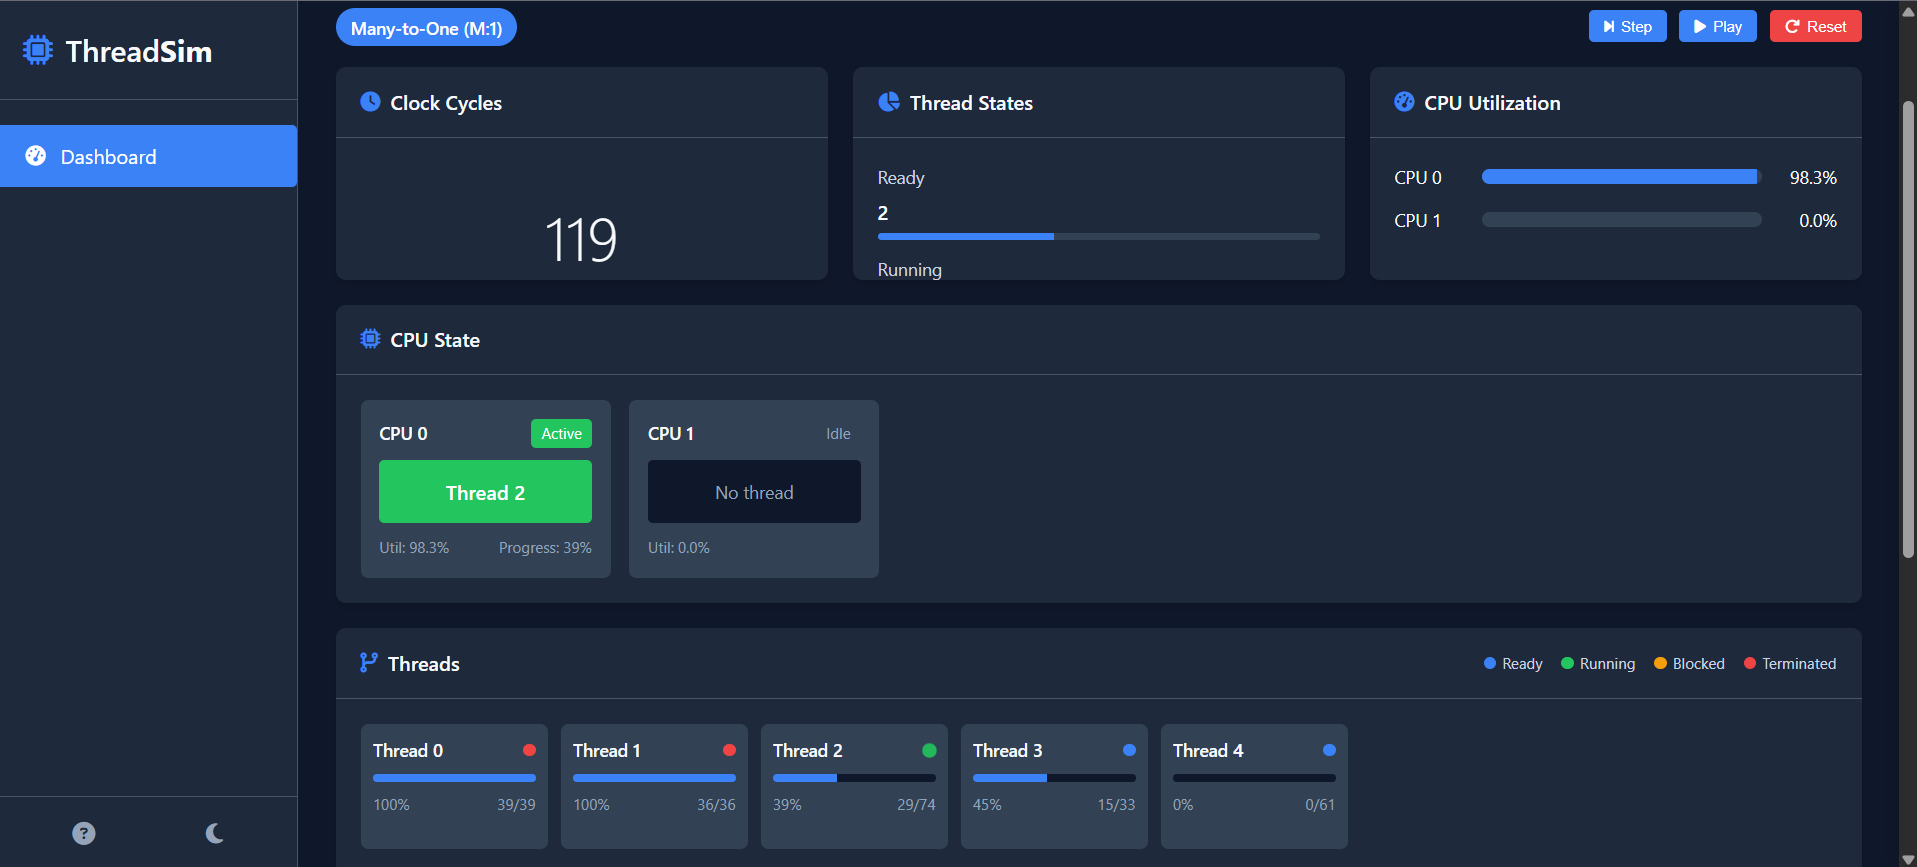 ThreadSim
Dashboard
Many-to-One (M:1)
Step
Play
Reset
Clock Cycles
119
Thread States
Ready
2
Running
CPU Utilization
CPU 0 98.3%
CPU 1 0.0%
CPU State
CPU 0 Active
Thread 2
Util: 98.3% Progress: 39%
CPU 1 Idle
No thread
Util: 0.0%
Threads
Ready Running Blocked Terminated
Thread 0
100% 39/39
Thread 1
100% 36/36
Thread 2
39% 29/74
Thread 3
45% 15/33
Thread 4
0% 0/61
?